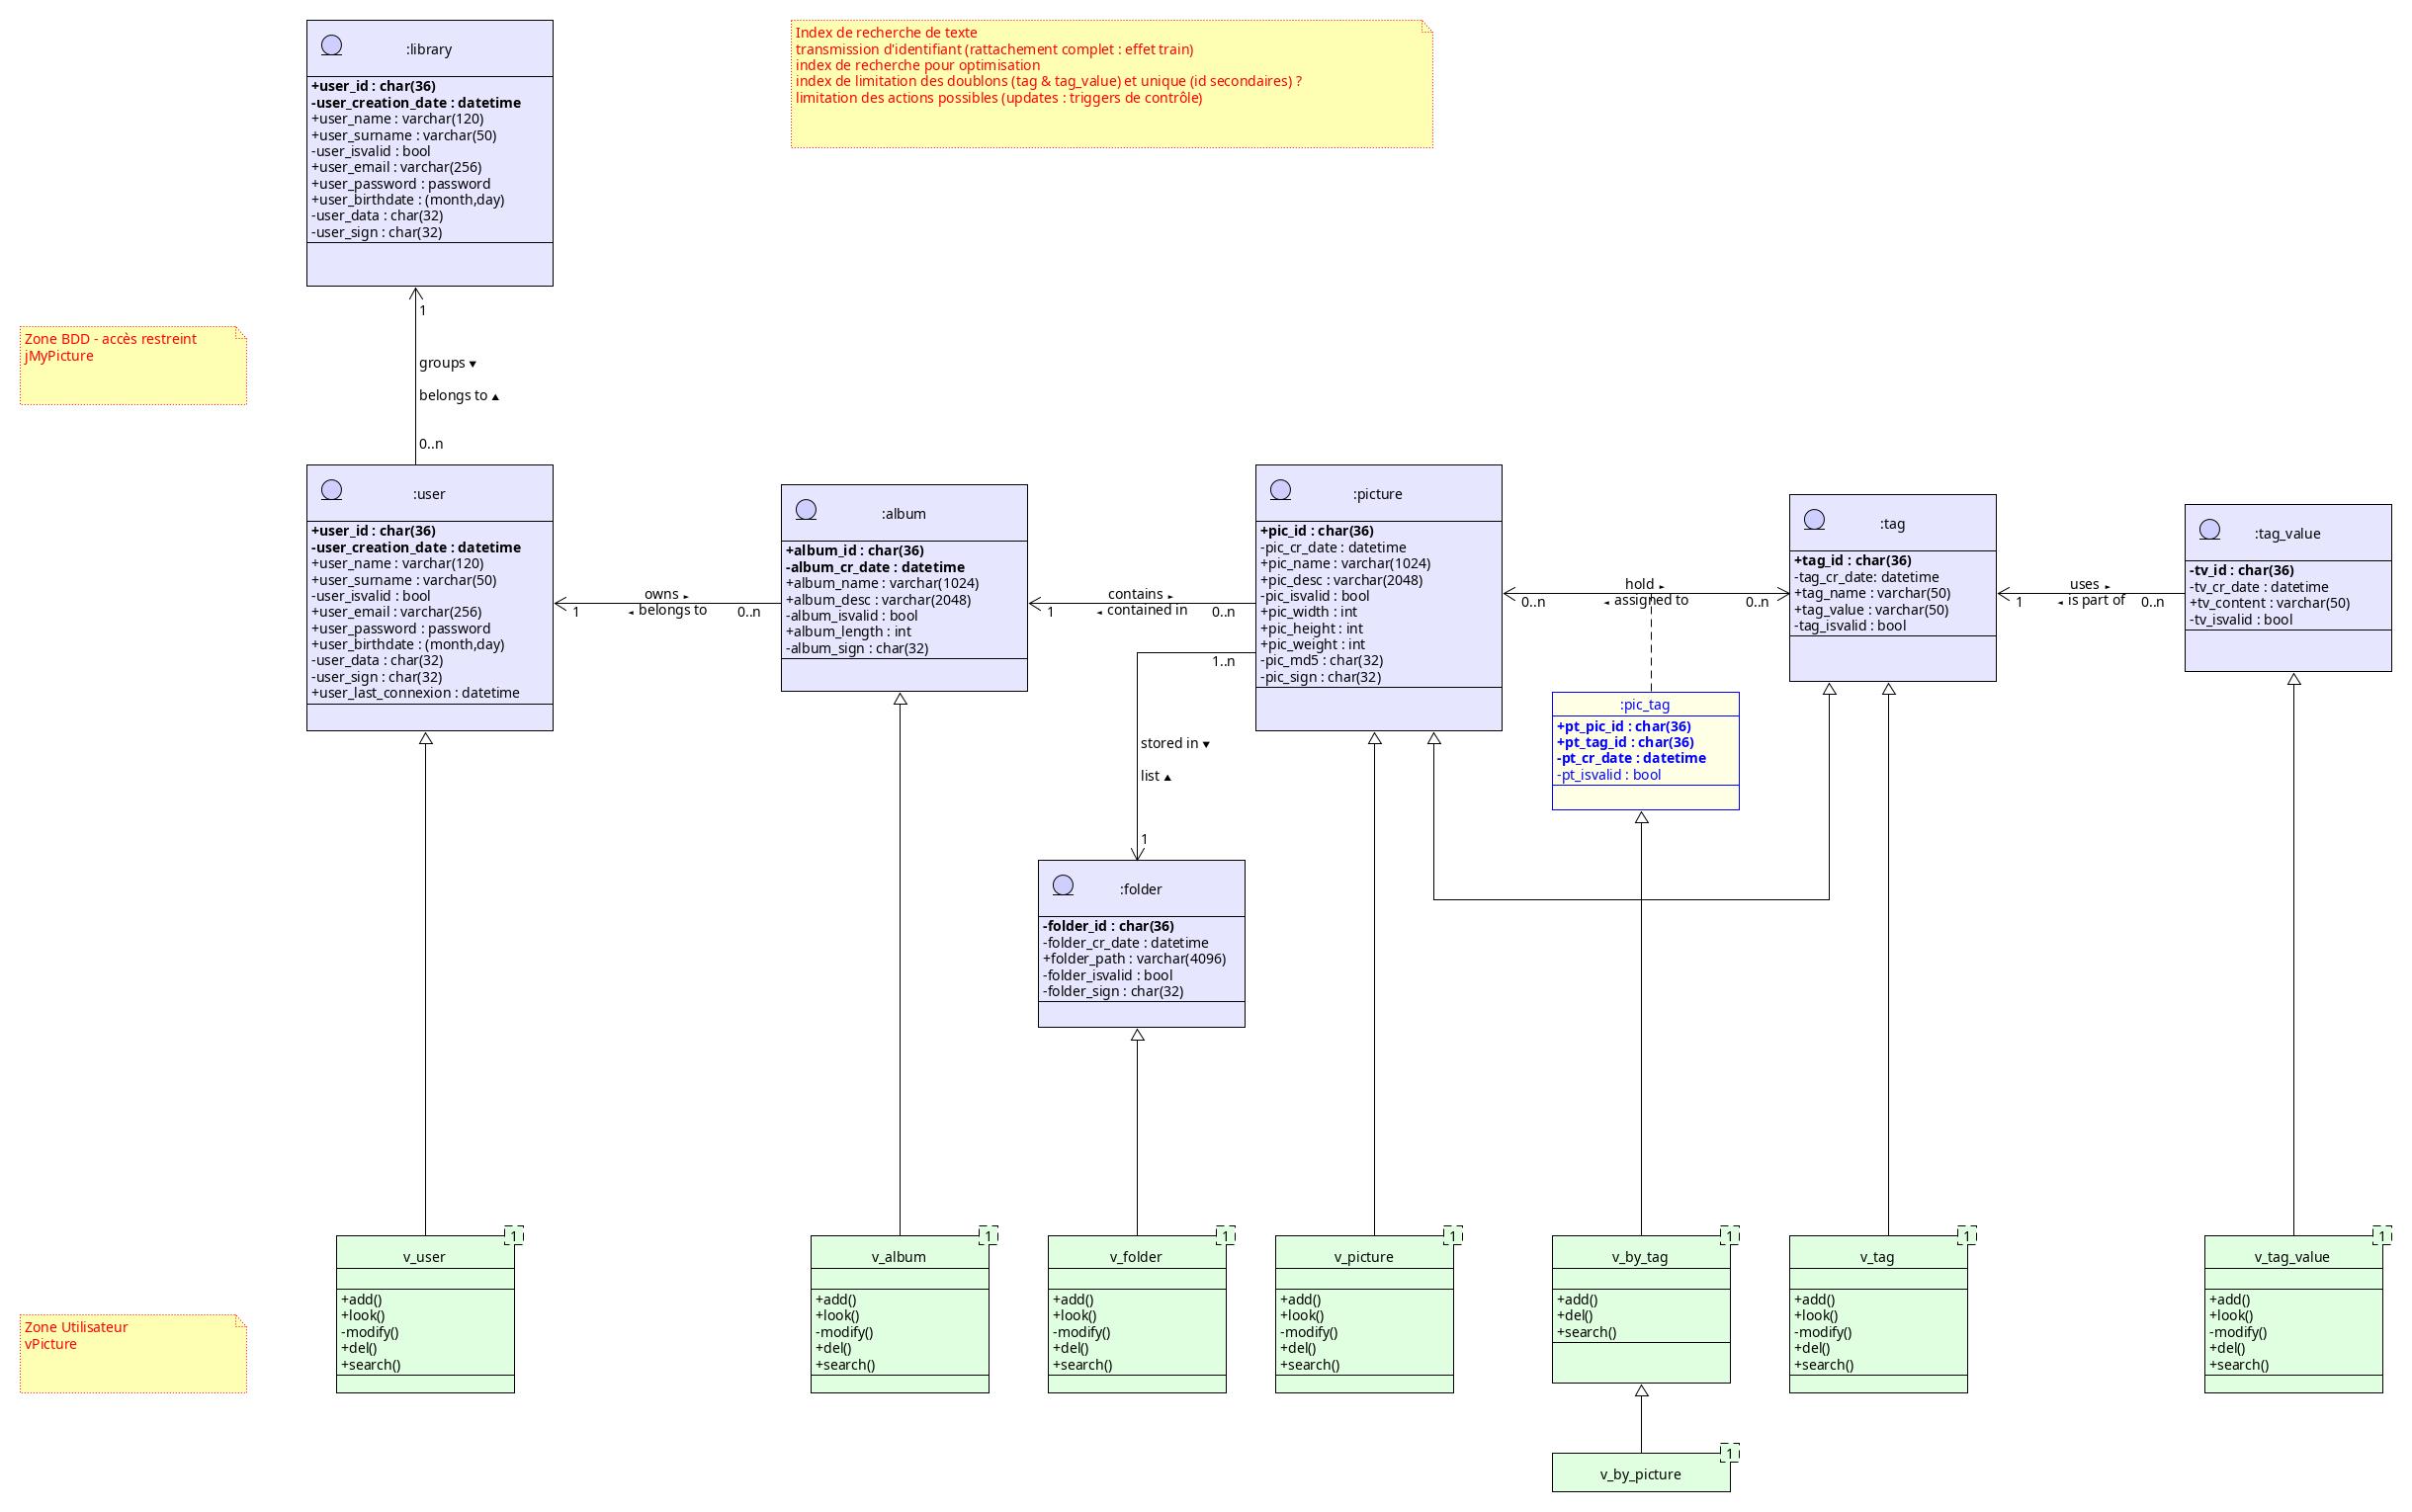 :library
+user_id : char(36)
-user_creation_date : datetime
+user_name : varchar(120)
+user_surname : varchar(50)
-user_isvalid : bool
+user_email : varchar(256)
+user_password : password
+user_birthdate : (month,day)
-user_data : char(32)
-user_sign : char(32)
Index de recherche de texte
transmission d'identifiant (rattachement complet : effet train)
index de recherche pour optimisation
index de limitation des doublons (tag & tag_value) et unique (id secondaires) ?
limitation des actions possibles (updates : triggers de contrôle)
Zone BDD - accès restreint
jMyPicture
1
groups ▼
belongs to ▲
0..n
:user
+user_id : char(36)
-user_creation_date : datetime
+user_name : varchar(120)
+user_surname : varchar(50)
-user_isvalid : bool
+user_email : varchar(256)
+user_password : password
+user_birthdate : (month,day)
-user_data : char(32)
-user_sign : char(32)
+user_last_connexion : datetime
owns ►
1 ◄ belongs to 0..n
:album
+album_id : char(36)
-album_cr_date : datetime
+album_name : varchar(1024)
+album_desc : varchar(2048)
-album_isvalid : bool
+album_length : int
-album_sign : char(32)
contains ►
1 ◄ contained in 0..n
:picture
+pic_id : char(36)
-pic_cr_date : datetime
+pic_name : varchar(1024)
+pic_desc : varchar(2048)
-pic_isvalid : bool
+pic_width : int
+pic_height : int
+pic_weight : int
-pic_md5 : char(32)
-pic_sign : char(32)
hold ►
0..n ◄ assigned to 0..n
:tag
+tag_id : char(36)
-tag_cr_date: datetime
+tag_name : varchar(50)
+tag_value : varchar(50)
-tag_isvalid : bool
uses ►
1 ◄ is part of 0..n
:tag_value
-tv_id : char(36)
-tv_cr_date : datetime
+tv_content : varchar(50)
-tv_isvalid : bool
1..n
stored in ▼
list ▲
1
:pic_tag
+pt_pic_id : char(36)
+pt_tag_id : char(36)
-pt_cr_date : datetime
-pt_isvalid : bool
:folder
-folder_id : char(36)
-folder_cr_date : datetime
+folder_path : varchar(4096)
-folder_isvalid : bool
-folder_sign : char(32)
Zone Utilisateur
vPicture
1
v_user
+add()
+look()
-modify()
+del()
+search()
1
v_album
+add()
+look()
-modify()
+del()
+search()
1
v_folder
+add()
+look()
-modify()
+del()
+search()
1
v_picture
+add()
+look()
-modify()
+del()
+search()
1
v_by_tag
+add()
+del()
+search()
1
v_tag
+add()
+look()
-modify()
+del()
+search()
1
v_tag_value
+add()
+look()
-modify()
+del()
+search()
1
v_by_picture